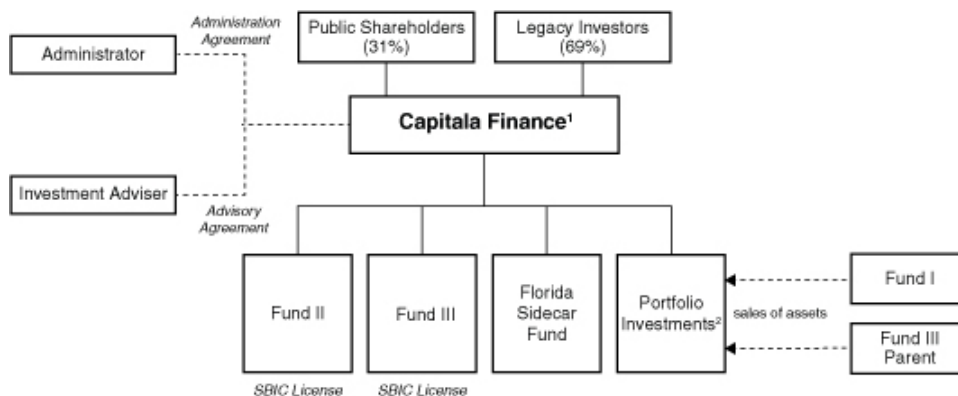 Administration
Agreement
Public Shareholders
(31%)
Legacy Investors
(69%)
Administrator
Capitala Finance¹
Investment Adviser
Advisory
Agreement
Fund II
Fund III
Florida
Sidecar
Fund
Portfolio
Investments²
sales of assets
Fund I
Fund III
Parent
SBIC License
SBIC License